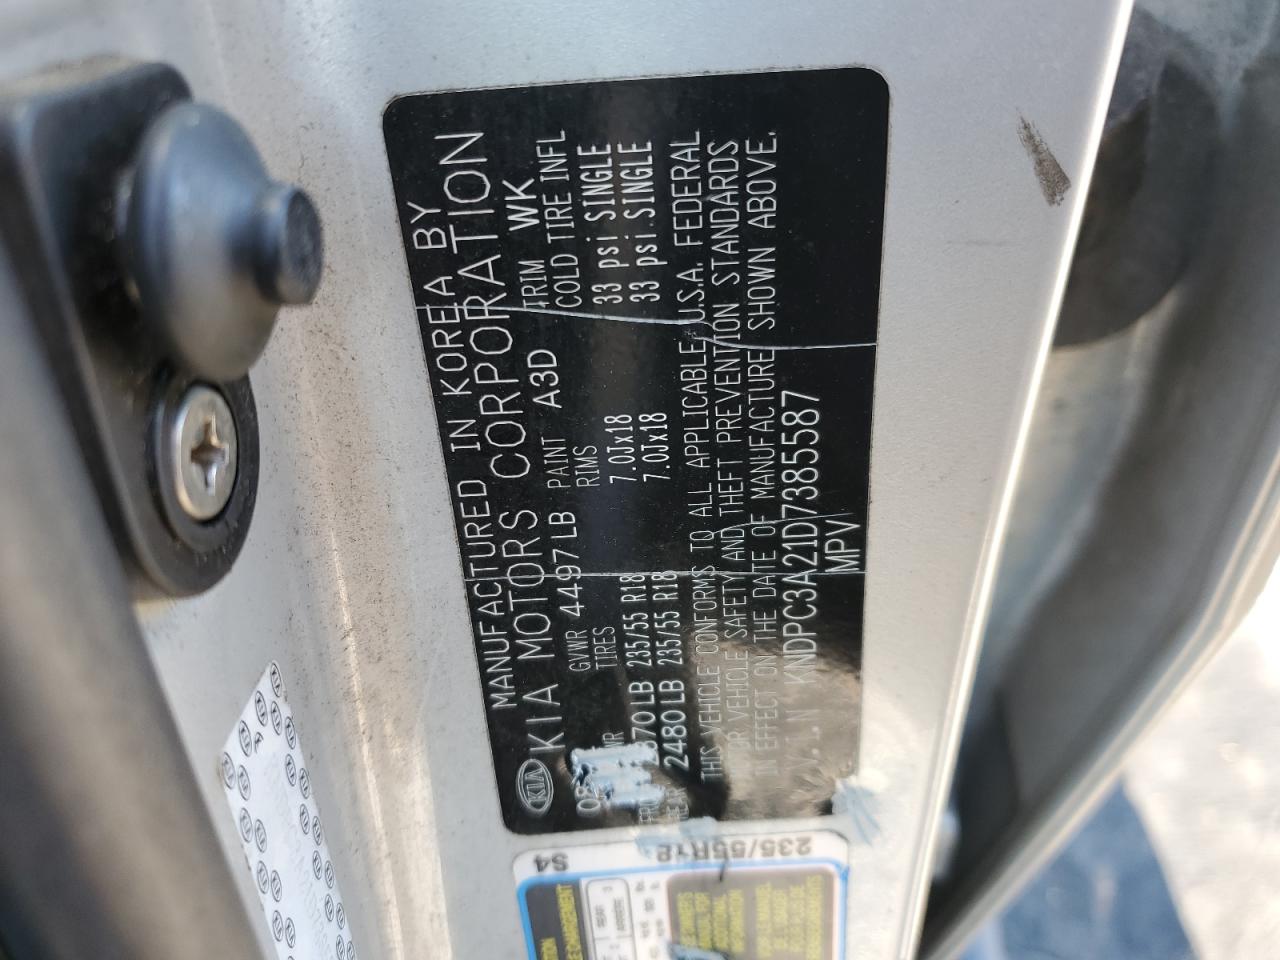 KIA
MANUFACTURED IN KOREA BY
KIA MOTORS CORPORATION
GVWR 4497 LB PAINT A3D TRIM WK
TIRES RIMS COLD TIRE INFL
2480 LB 235/55 R18 7.0Jx18 33 psi.SINGLE
235/55 R18 7.0Jx18 33 psi.SINGLE
THIS VEHICLE CONFORMS TO ALL APPLICABLE U.S.A. FEDERAL
MOTOR VEHICLE SAFETY AND THEFT PREVENTION STANDARDS
IN EFFECT ON THE DATE OF MANUFACTURE SHOWN ABOVE.
V.I.N KNDPC3A21D7385587
MPV
235/55R18
S4